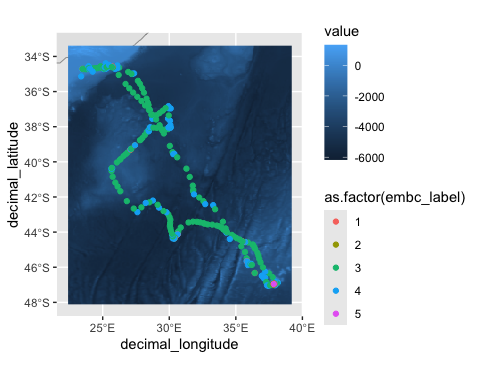 value
0
-2000
-4000
-6000
as.factor(embc_label)
1
2
3
4
5
34°S
36°S
38°S
40°S
42°S
44°S
46°S
48°S
decimal_latitude
25°E 30°E 35°E 40°E
decimal_longitude